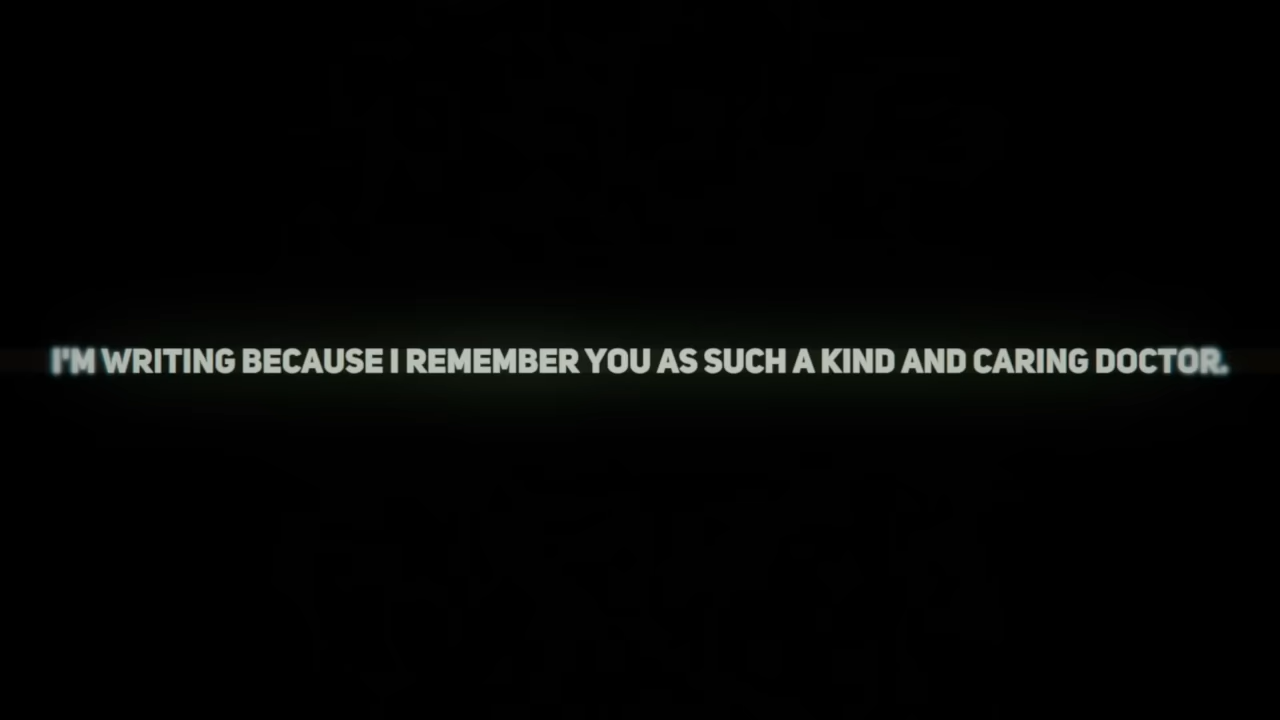 I'M WRITING BECAUSE I REMEMBER YOU AS SUCH A KIND AND CARING DOCTOR.